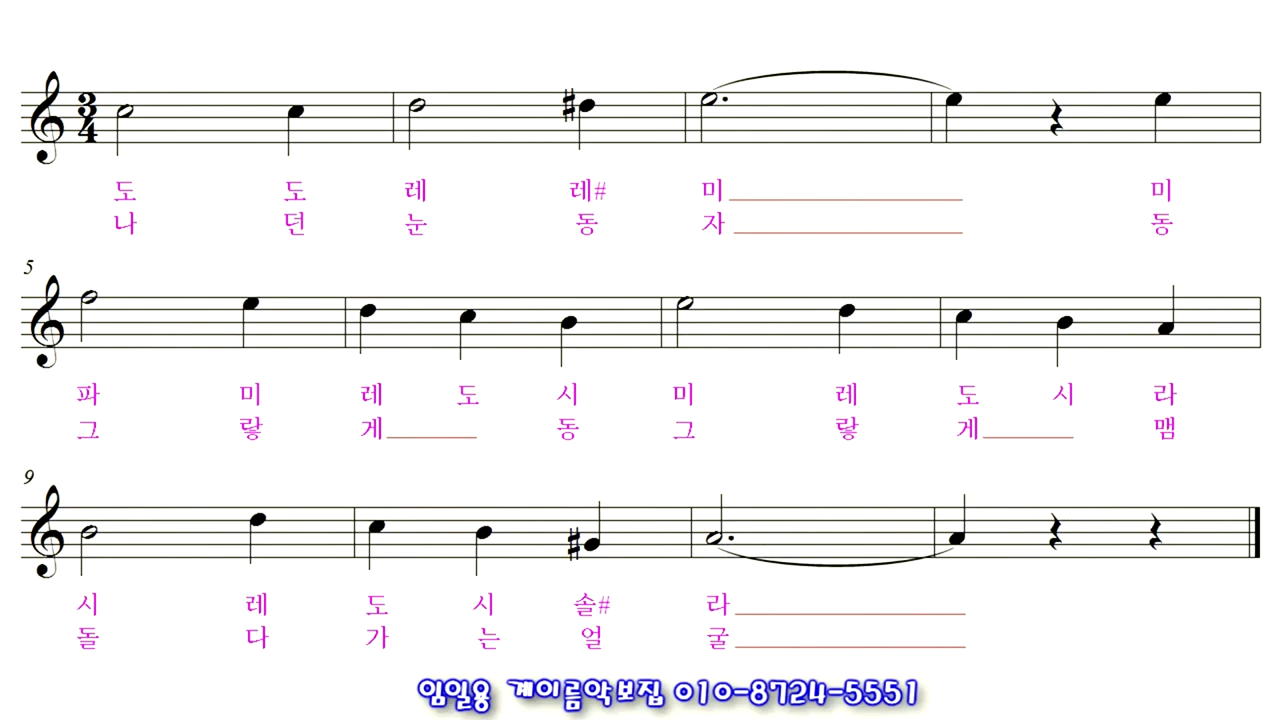 3
4
도 도 레 레# 미 미
나 던 눈 동 자 동
5
파 미 레 도 시 미 레 도 시 라
그 랗 게 동 그 랗 게 맴
9
시 레 도 시 솔# 라
돌 다 가 는 얼 굴
임일용 계이름악보집 010-8724-5551